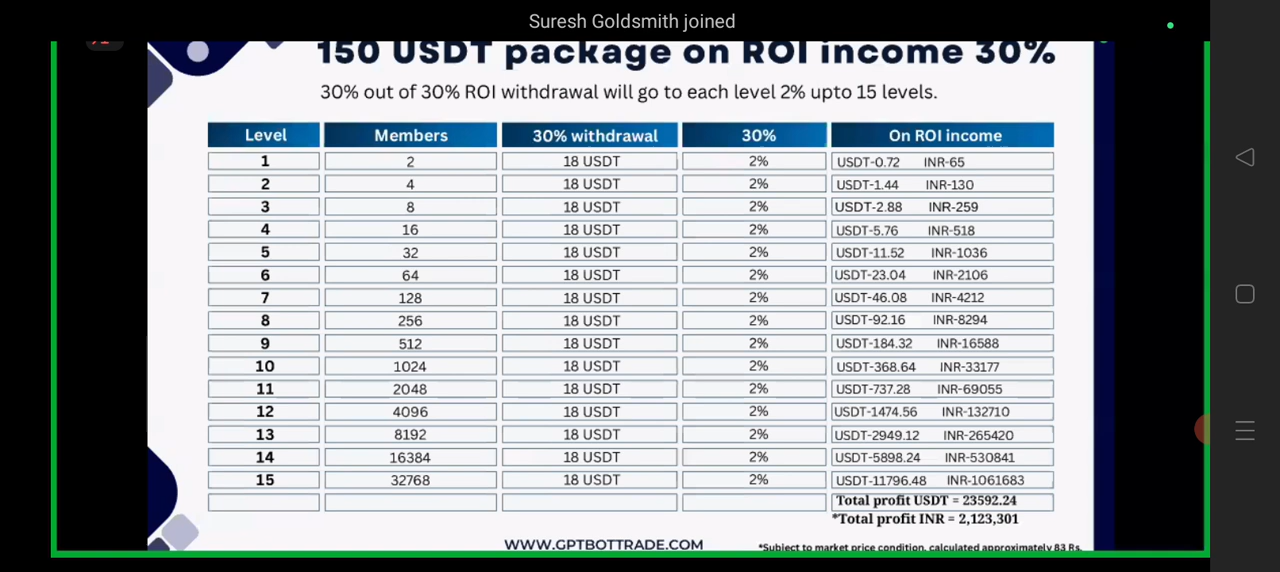 Suresh Goldsmith joined
150 USDT package on ROI income 30%
30% out of 30% ROI withdrawal will go to each level 2% upto 15 levels.
Level Members 30% withdrawal 30% On ROI income
1 2 18 USDT 2% USDT-0.72 INR-65
2 4 18 USDT 2% USDT-1.44 INR-130
3 8 18 USDT 2% USDT-2.88 INR-259
4 16 18 USDT 2% USDT-5.76 INR-518
5 32 18 USDT 2% USDT-11.52 INR-1036
6 64 18 USDT 2% USDT-23.04 INR-2106
7 128 18 USDT 2% USDT-46.08 INR-4212
8 256 18 USDT 2% USDT-92.16 INR-8294
9 512 18 USDT 2% USDT-184.32 INR-16588
10 1024 18 USDT 2% USDT-368.64 INR-33177
11 2048 18 USDT 2% USDT-737.28 INR-69055
12 4096 18 USDT 2% USDT-1474.56 INR-132710
13 8192 18 USDT 2% USDT-2949.12 INR-265420
14 16384 18 USDT 2% USDT-5898.24 INR-530841
15 32768 18 USDT 2% USDT-11796.48 INR-1061683
Total profit USDT = 23592.24
*Total profit INR = 2,123,301
WWW.GPTBOTTRADE.COM
*Subject to market price condition, calculated approximately 83 Rs.